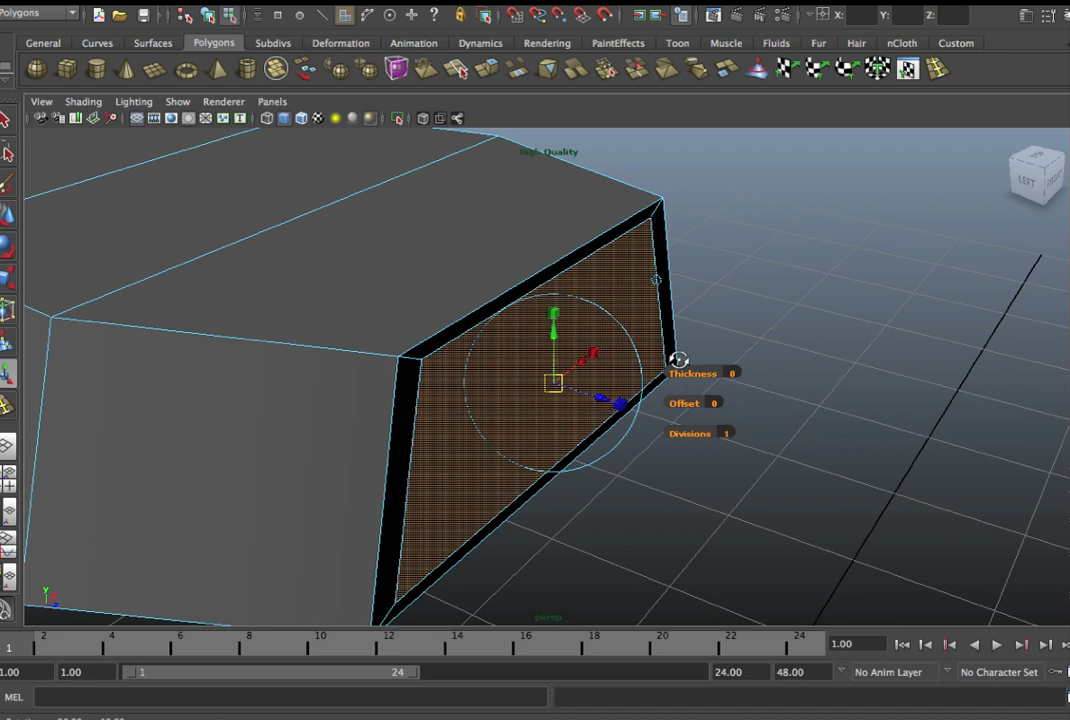 Polygons ? X: Y: Z:
General Curves Surfaces Polygons Subdivs Deformation Animation Dynamics Rendering PaintEffects Toon Muscle Fluids Fur Hair nCloth Custom
View Shading Lighting Show Renderer Panels
High Quality
TOP
LEFT FRONT
Thickness 0
Offset 0
Divisions 1
y
z
persp
1 2 4 6 8 10 12 14 16 18 20 22 24 1.00
1.00 1.00 1 24 24.00 48.00 No Anim Layer No Character Set
MEL